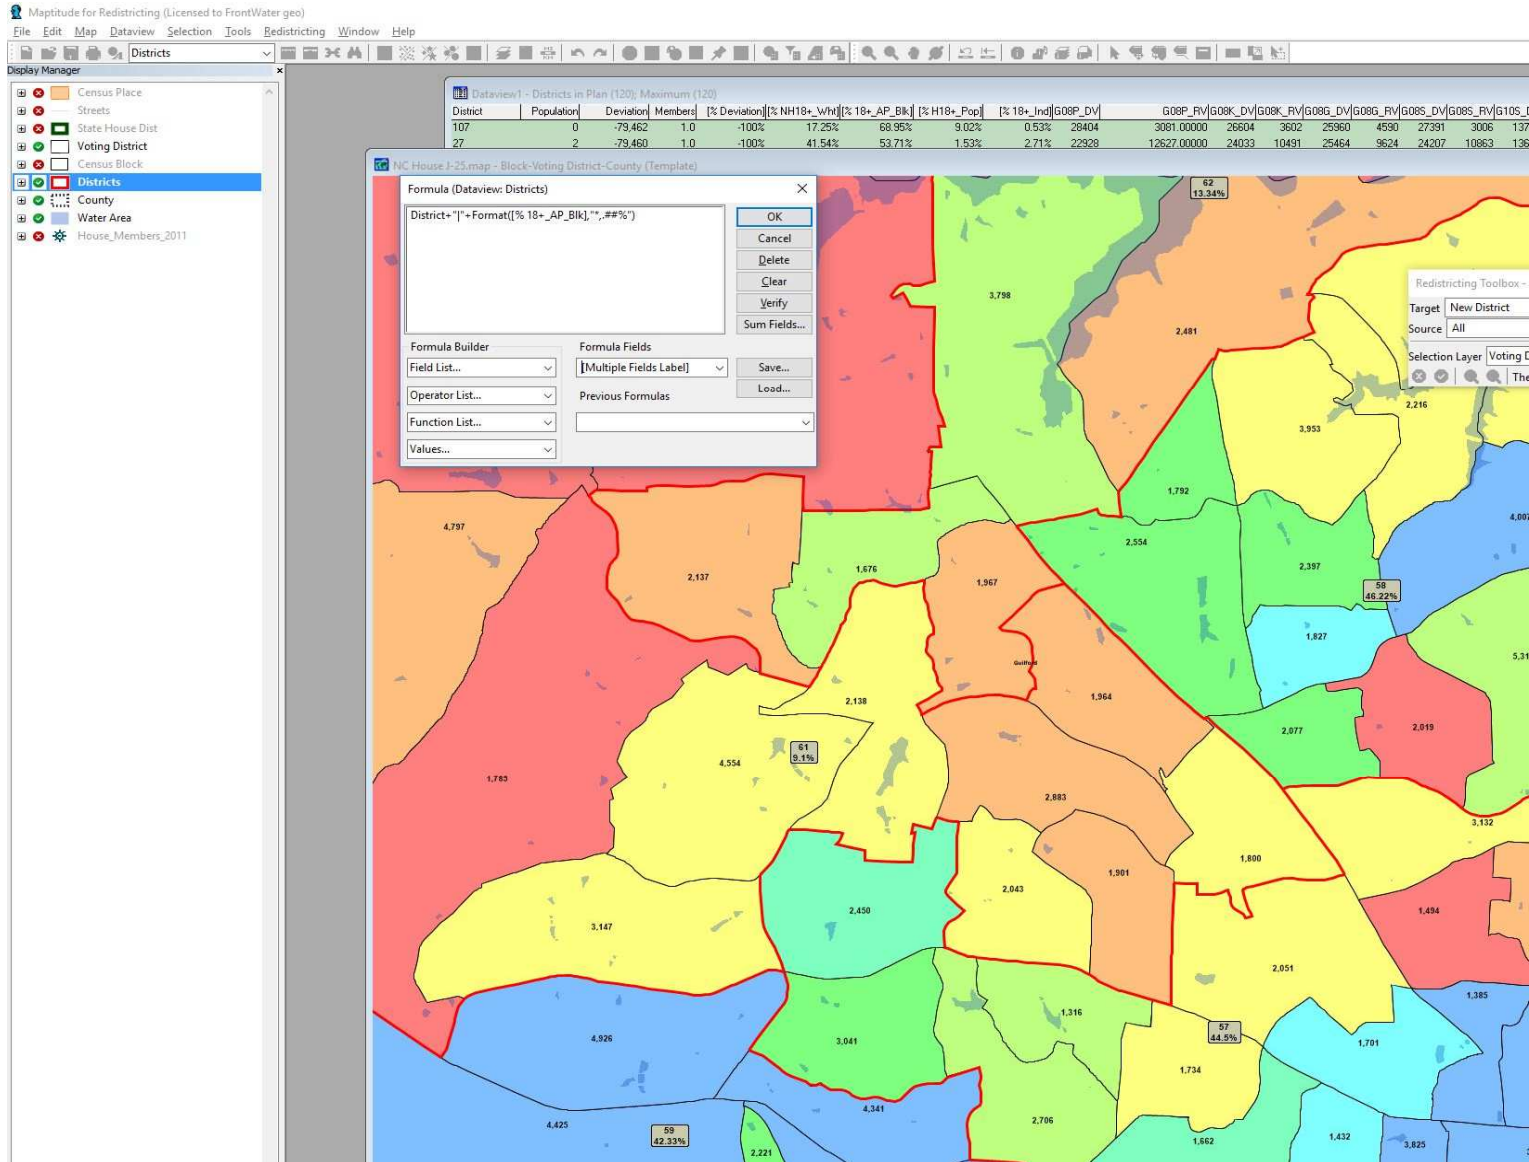 Maptitude for Redistricting (Licensed to FrontWater geo)
File Edit Map Dataview Selection Tools Redistricting Window Help
Districts
Display Manager x
Census Place
Streets
State House Dist
Voting District
Census Block
Districts
County
Water Area
House_Members_2011
Dataview1 - Districts in Plan (120); Maximum (120)
District Population Deviation Members [% Deviation] [% NH18+_Wht] [% 18+_AP_Blk] [% H18+_Pop] [% 18+_Ind] G08P_DV G08P_RV G08K_DV G08K_RV G08G_DV G08G_RV G08S_DV G08S_RV G10S_D
107 0 -79,462 1.0 -100% 17.25% 68.95% 9.02% 0.53% 28404 3081.00000 26604 3602 25960 4590 27391 3006 137
27 2 -79,460 1.0 -100% 41.54% 53.71% 1.53% 2.71% 22928 12627.00000 24033 10491 25464 9624 24207 10863 136
NC House J-25.map - Block-Voting District-County (Template)
Formula (Dataview: Districts)
District+"|"+Format([% 18+_AP_Blk],"*,.##%")
OK
Cancel
Delete
Clear
Verify
Sum Fields...
Formula Builder
Formula Fields
Field List...
[Multiple Fields Label]
Save...
Operator List...
Previous Formulas
Load...
Function List...
Values...
Redistricting Toolbox -
Target New District
Source All
Selection Layer Voting D
The
62
13.34%
3,798
2,481
2,216
3,953
1,792
4,007
4,797
2,554
2,397
2,137
1,676
1,967
58
46.22%
1,827
5,31
Guilford
1,964
2,138
2,019
2,077
61
9.1%
4,554
1,783
2,883
3,132
1,800
1,901
2,043
2,450
1,494
3,147
2,051
1,385
1,316
57
44.5%
4,926
3,041
1,701
1,734
4,341
2,706
4,425
59
42.33%
1,662
1,432
3,825
2,221